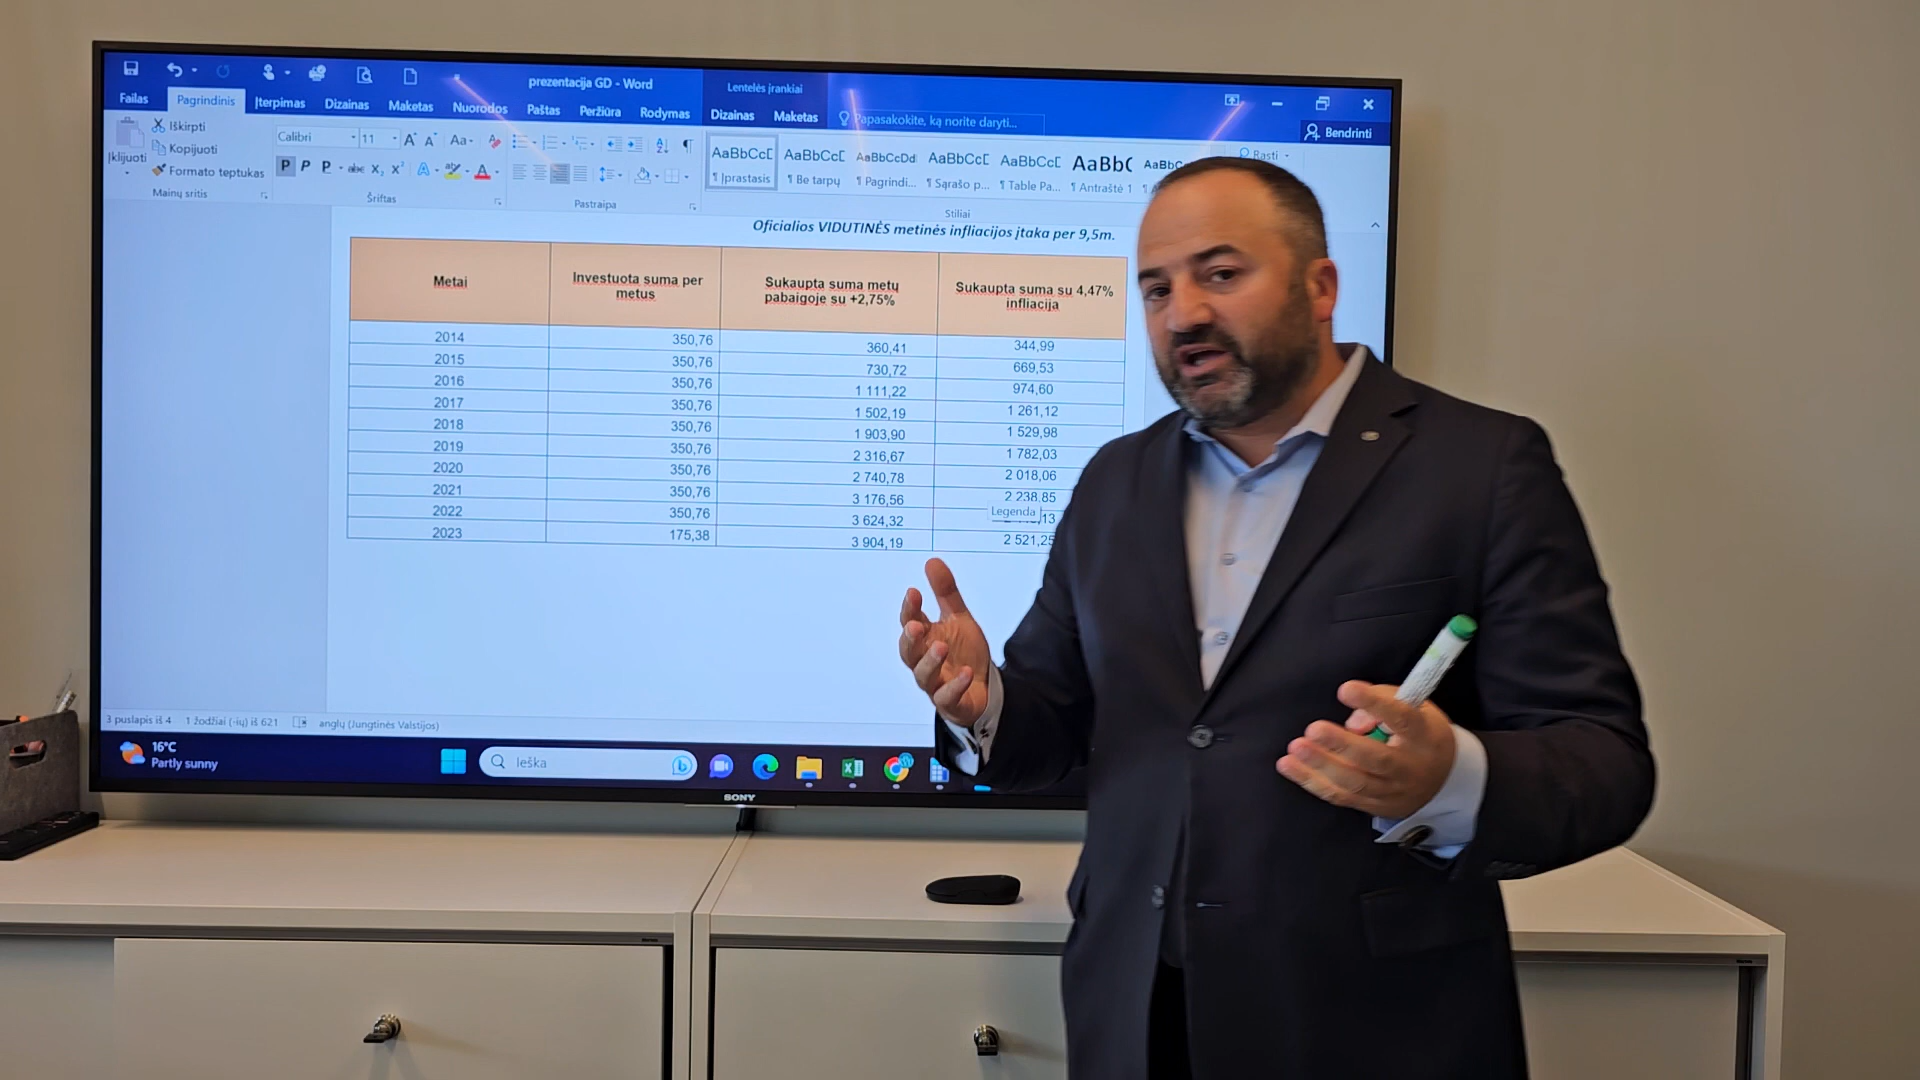 prezentacija GD - Word
Lentelės įrankiai
Failas Pagrindinis Įterpimas Dizainas Maketas Nuorodos Paštas Peržiūra Rodymas Dizainas Maketas Papasakokite, ką norite daryti... Bendrinti
Įklijuoti
Iškirpti
Kopijuoti
Formato teptukas
Mainų sritis
Calibri 11
Šriftas
Pastraipa
AaBbCcD AaBbCcD AaBbCcDd AaBbCcD AaBbCcD AaBb(
¶ Įprastasis ¶ Be tarpų ¶ Pagrindi... ¶ Sąrašo p... ¶ Table Pa... ¶ Antraštė 1
Stiliai
Rasti
Oficialios VIDUTINĖS metinės infliacijos įtaka per 9,5m.
Metai Investuota suma per metus Sukaupta suma metų pabaigoje su +2,75% Sukaupta suma su 4,47% infliacija
2014 350,76 360,41 344,99
2015 350,76 730,72 669,53
2016 350,76 1 111,22 974,60
2017 350,76 1 502,19 1 261,12
2018 350,76 1 903,90 1 529,98
2019 350,76 2 316,67 1 782,03
2020 350,76 2 740,78 2 018,06
2021 350,76 3 176,56 2 238,85
2022 350,76 3 624,32
Legenda
2023 175,38 3 904,19 2 521,25
3 puslapis iš 4 1 žodžiai (-ių) iš 621 anglų (Jungtinės Valstijos)
16°C
Partly sunny
Ieška
SONY